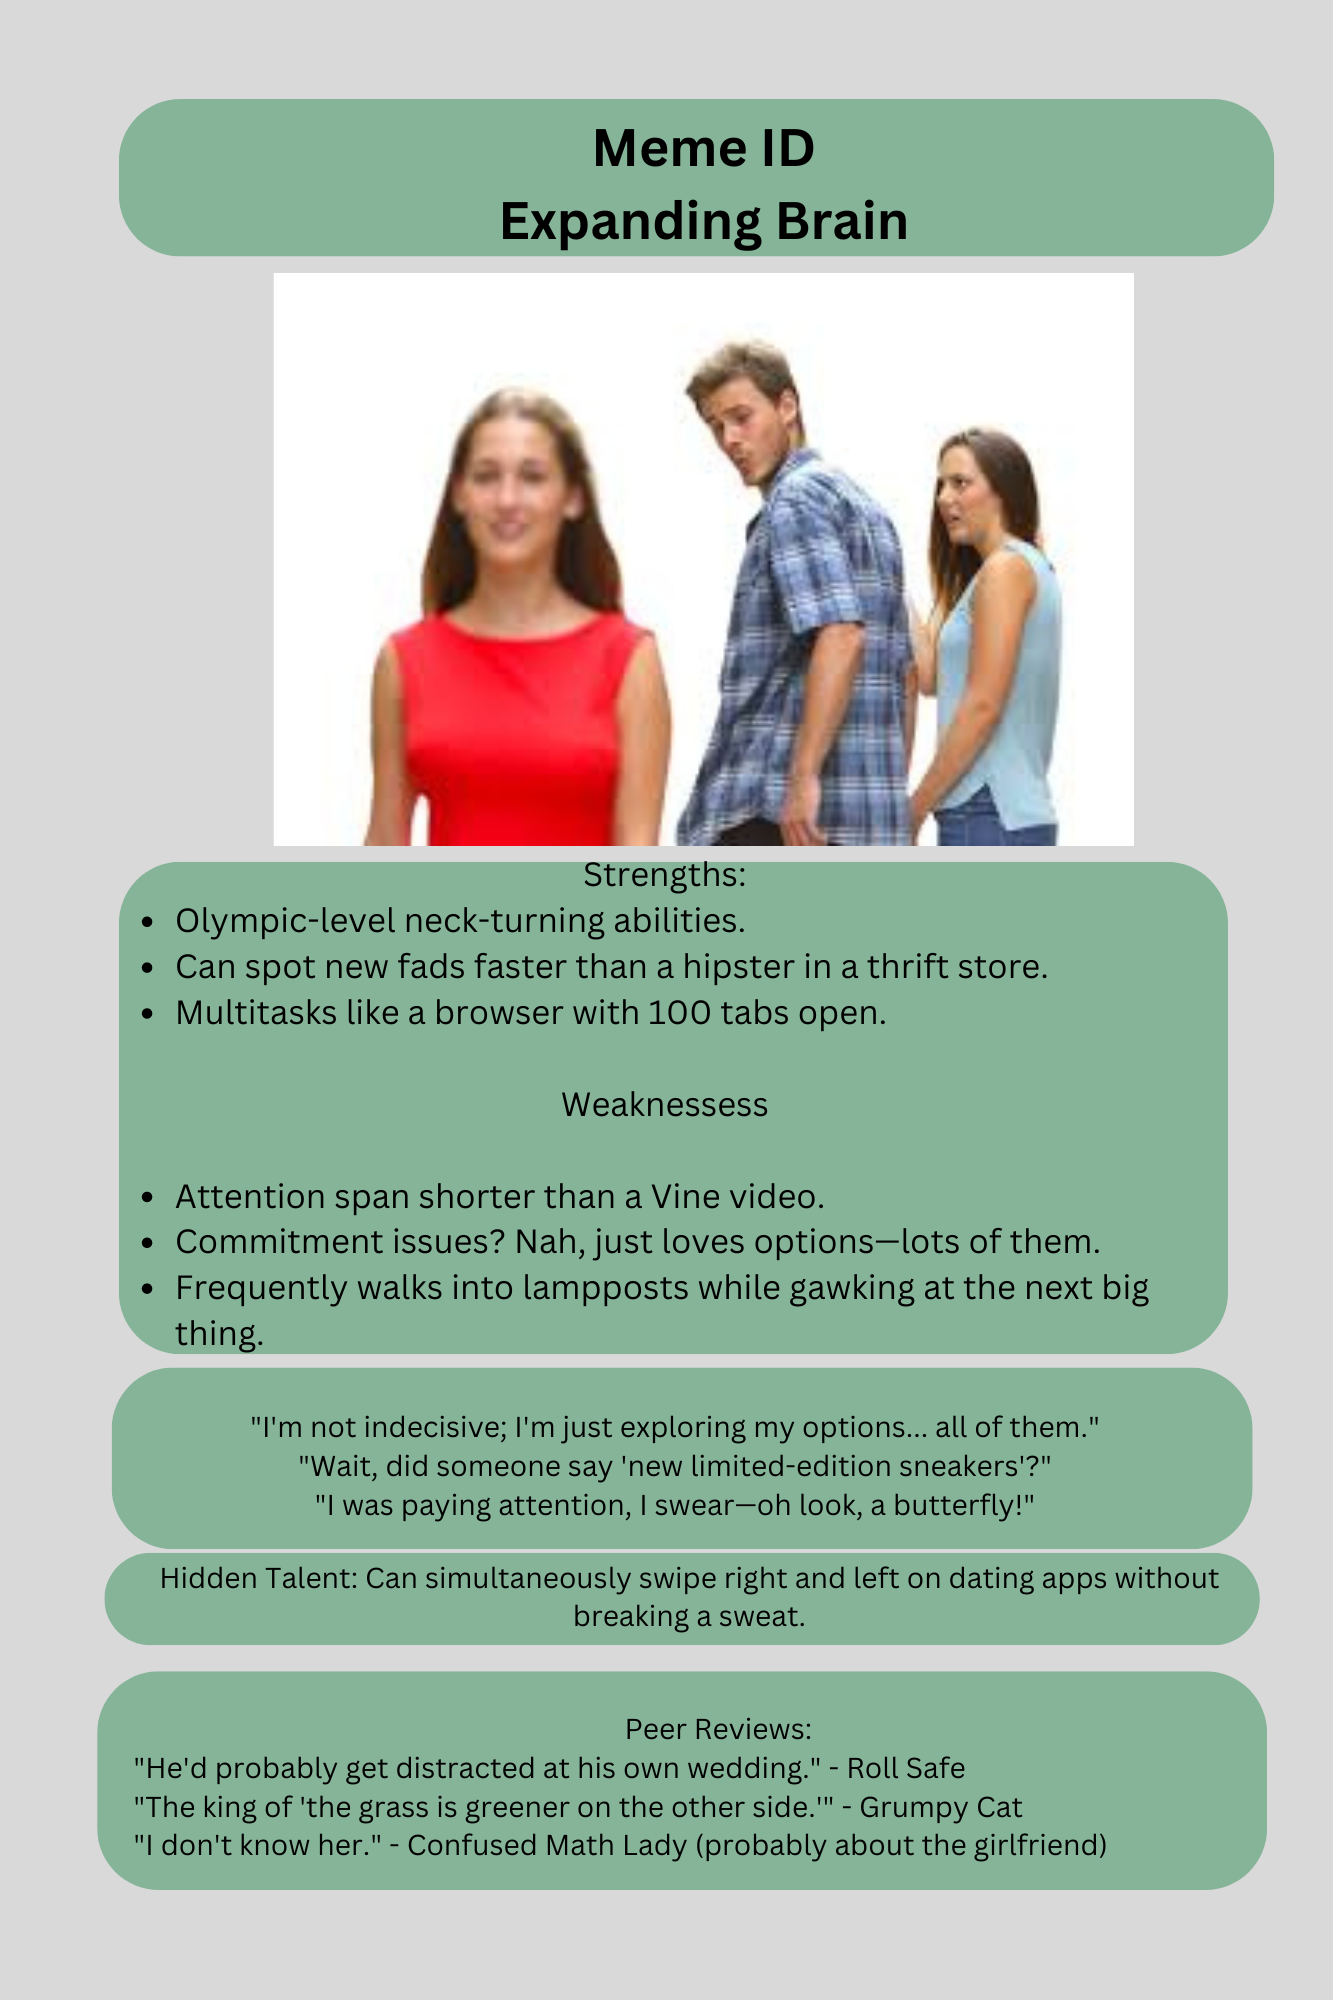 Meme ID
Expanding Brain
Strengths:
• Olympic-level neck-turning abilities.
• Can spot new fads faster than a hipster in a thrift store.
• Multitasks like a browser with 100 tabs open.
Weaknessess
• Attention span shorter than a Vine video.
• Commitment issues? Nah, just loves options—lots of them.
• Frequently walks into lampposts while gawking at the next big
thing.
"I'm not indecisive; I'm just exploring my options... all of them."
"Wait, did someone say 'new limited-edition sneakers'?"
"I was paying attention, I swear—oh look, a butterfly!"
Hidden Talent: Can simultaneously swipe right and left on dating apps without
breaking a sweat.
Peer Reviews:
"He'd probably get distracted at his own wedding." - Roll Safe
"The king of 'the grass is greener on the other side.'" - Grumpy Cat
"I don't know her." - Confused Math Lady (probably about the girlfriend)